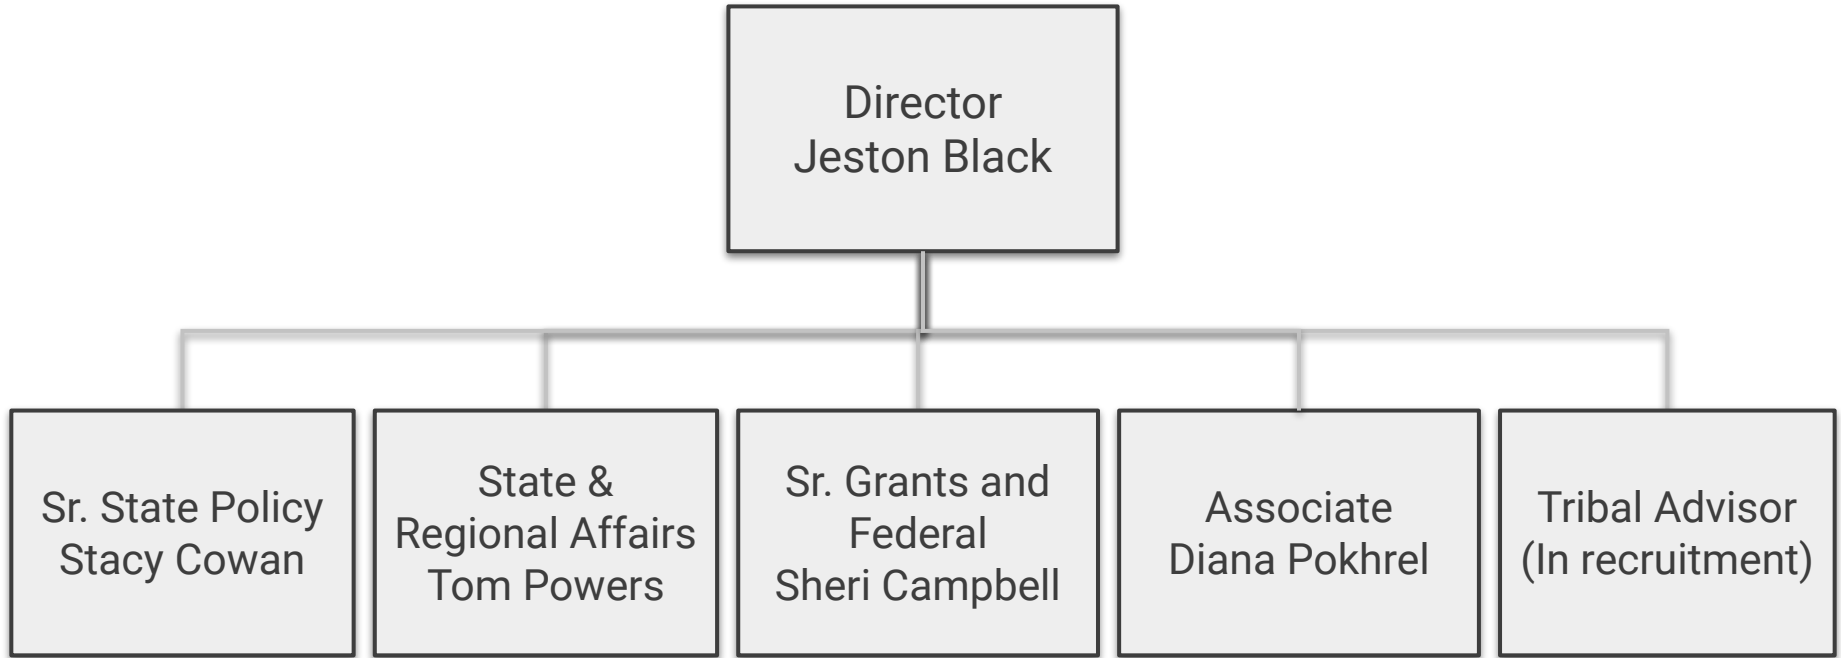 Director
Jeston Black
Sr. State Policy
Stacy Cowan
State &
Regional Affairs
Tom Powers
Sr. Grants and
Federal
Sheri Campbell
Associate
Diana Pokhrel
Tribal Advisor
(In recruitment)